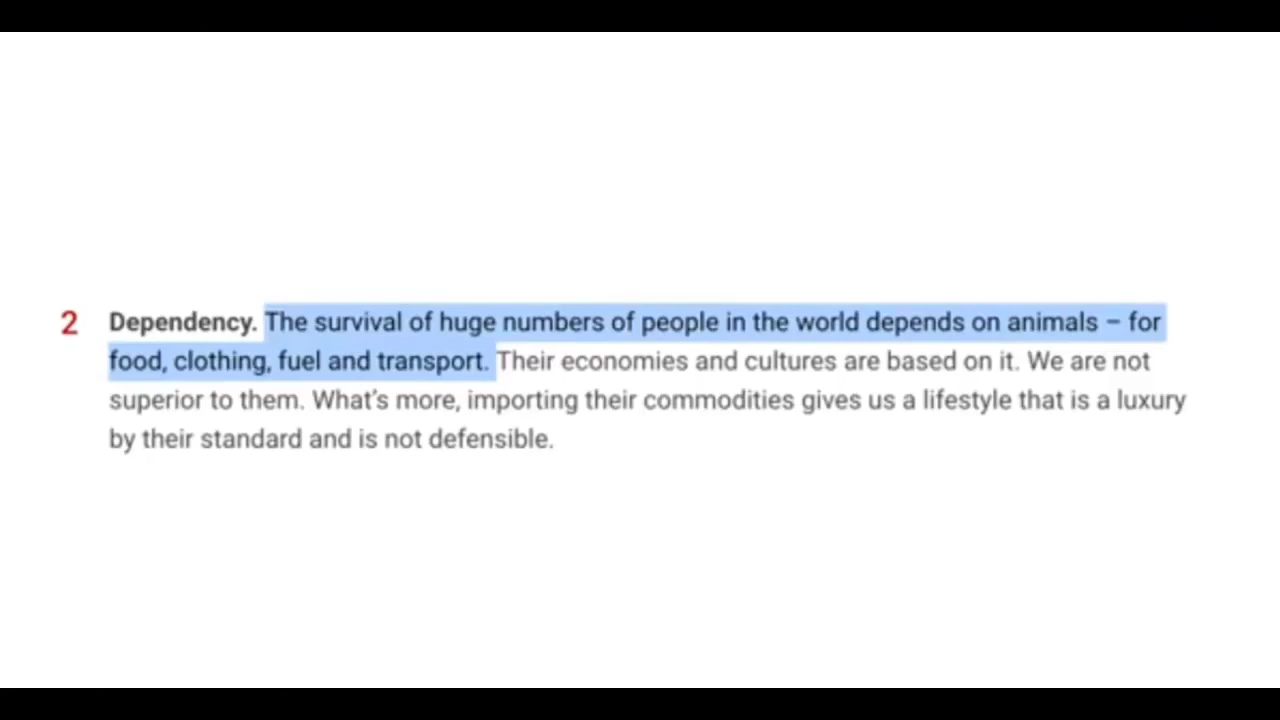 2 Dependency. The survival of huge numbers of people in the world depends on animals – for
food, clothing, fuel and transport. Their economies and cultures are based on it. We are not
superior to them. What's more, importing their commodities gives us a lifestyle that is a luxury
by their standard and is not defensible.